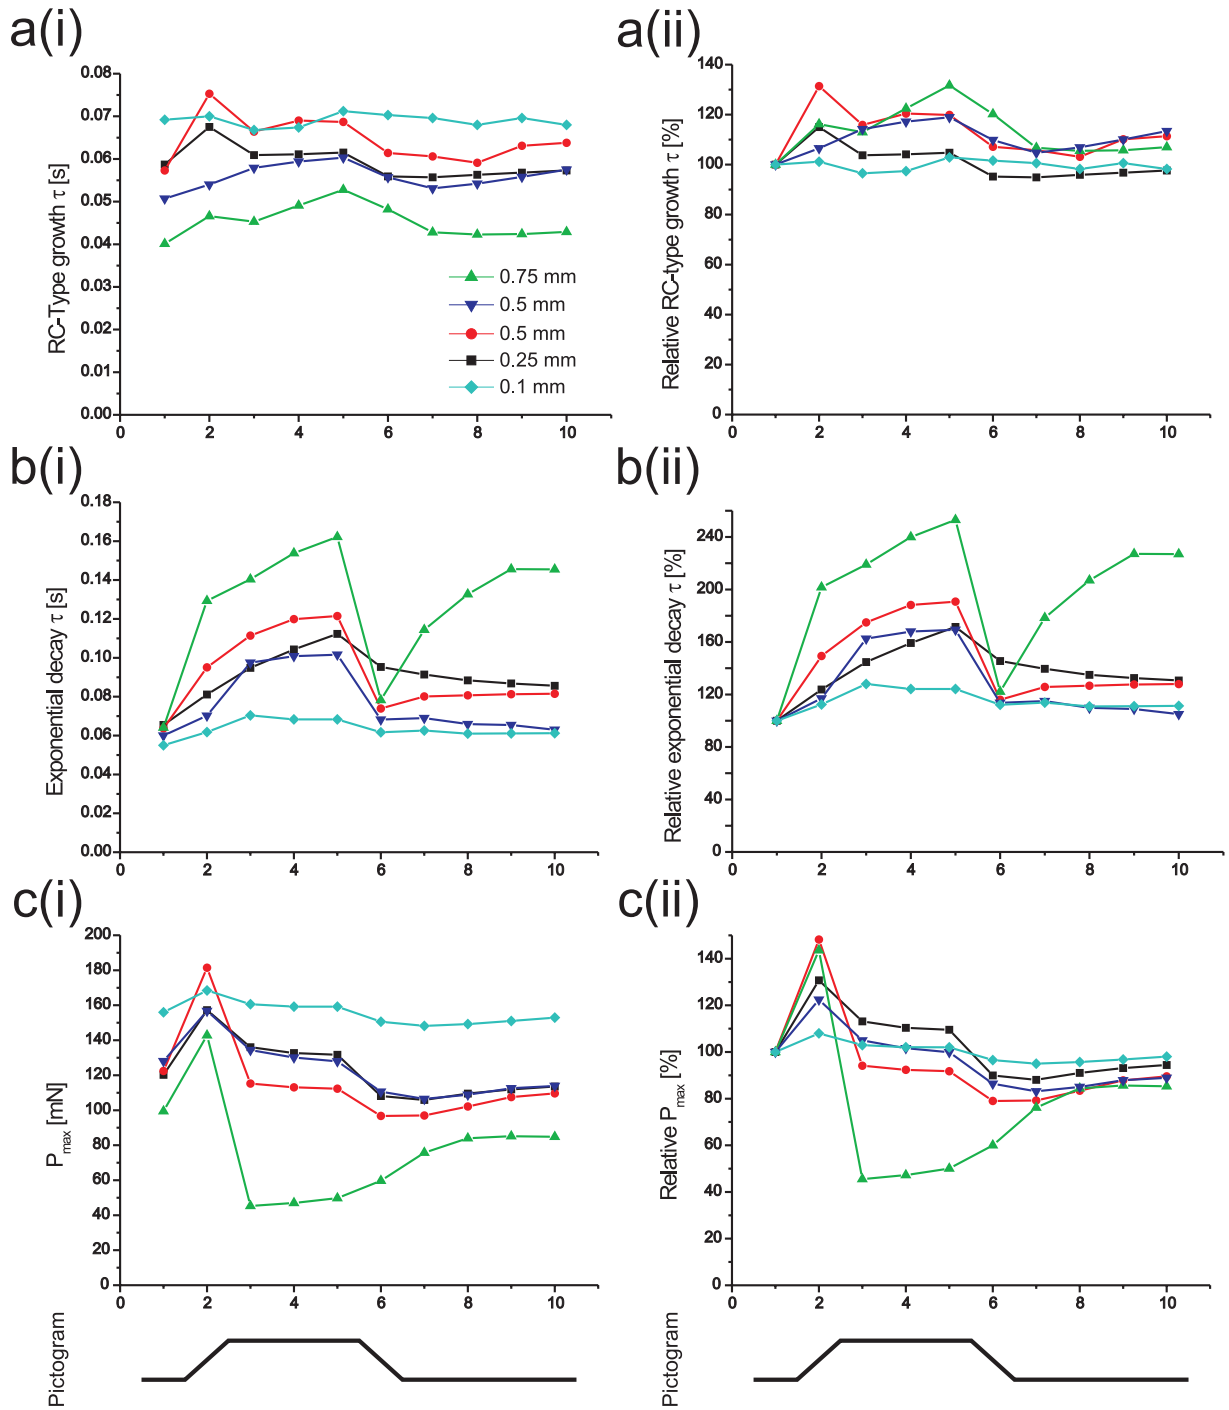 a(i)
a(ii)
RC-Type growth τ [s]
0.08
0.07
0.06
0.05
0.04
0.03
0.02
0.01
0.00
0 2 4 6 8 10
0.75 mm
0.5 mm
0.5 mm
0.25 mm
0.1 mm
Relative RC-type growth τ [%]
140
120
100
80
60
40
20
0
0 2 4 6 8 10
b(i)
b(ii)
Exponential decay τ [s]
0.18
0.16
0.14
0.12
0.10
0.08
0.06
0.04
0.02
0.00
0 2 4 6 8 10
Relative exponential decay τ [%]
240
200
160
120
80
40
0
0 2 4 6 8 10
c(i)
c(ii)
Pmax [mN]
200
180
160
140
120
100
80
60
40
20
0
0 2 4 6 8 10
Relative Pmax [%]
140
120
100
80
60
40
20
0
0 2 4 6 8 10
Pictogram
Pictogram